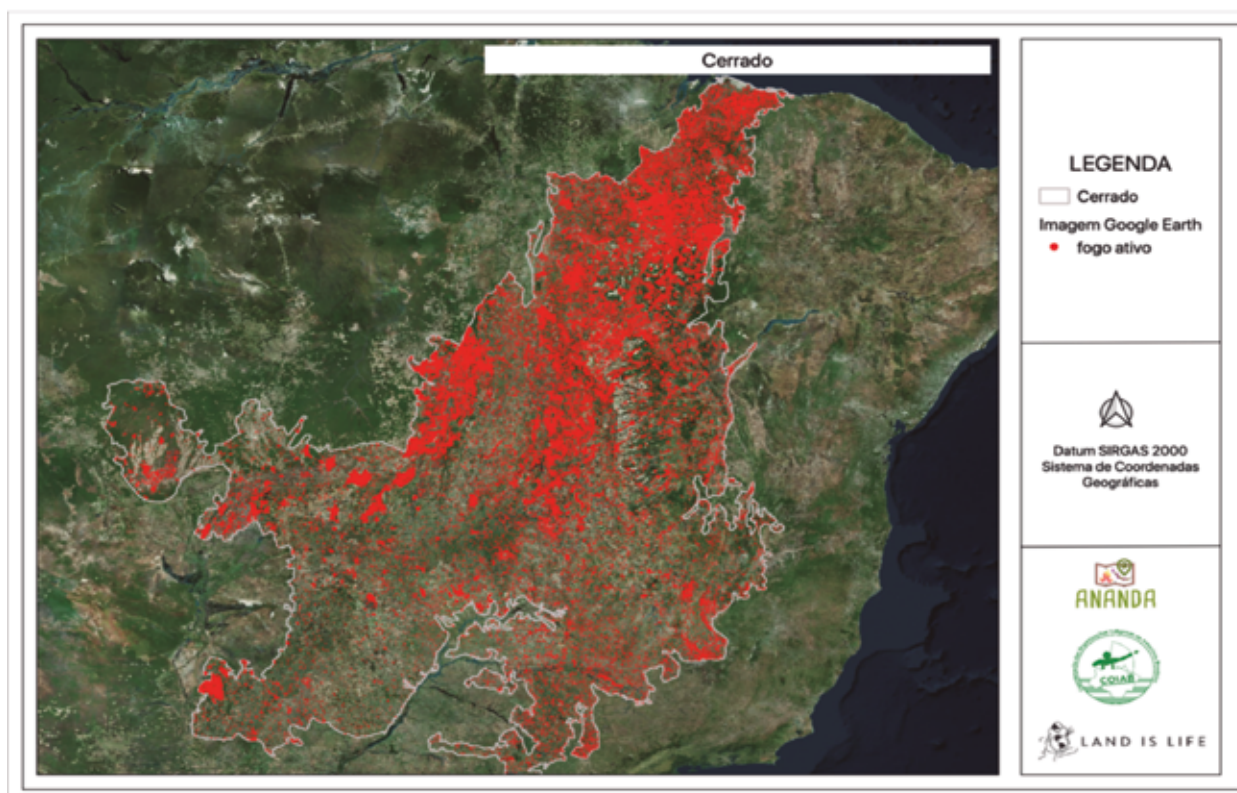 Cerrado
LEGENDA
Cerrado
Imagem Google Earth
fogo ativo
Datum SIRGAS 2000
Sistema de Coordenadas
Geográficas
ANANDA
COIAB
LAND IS LIFE